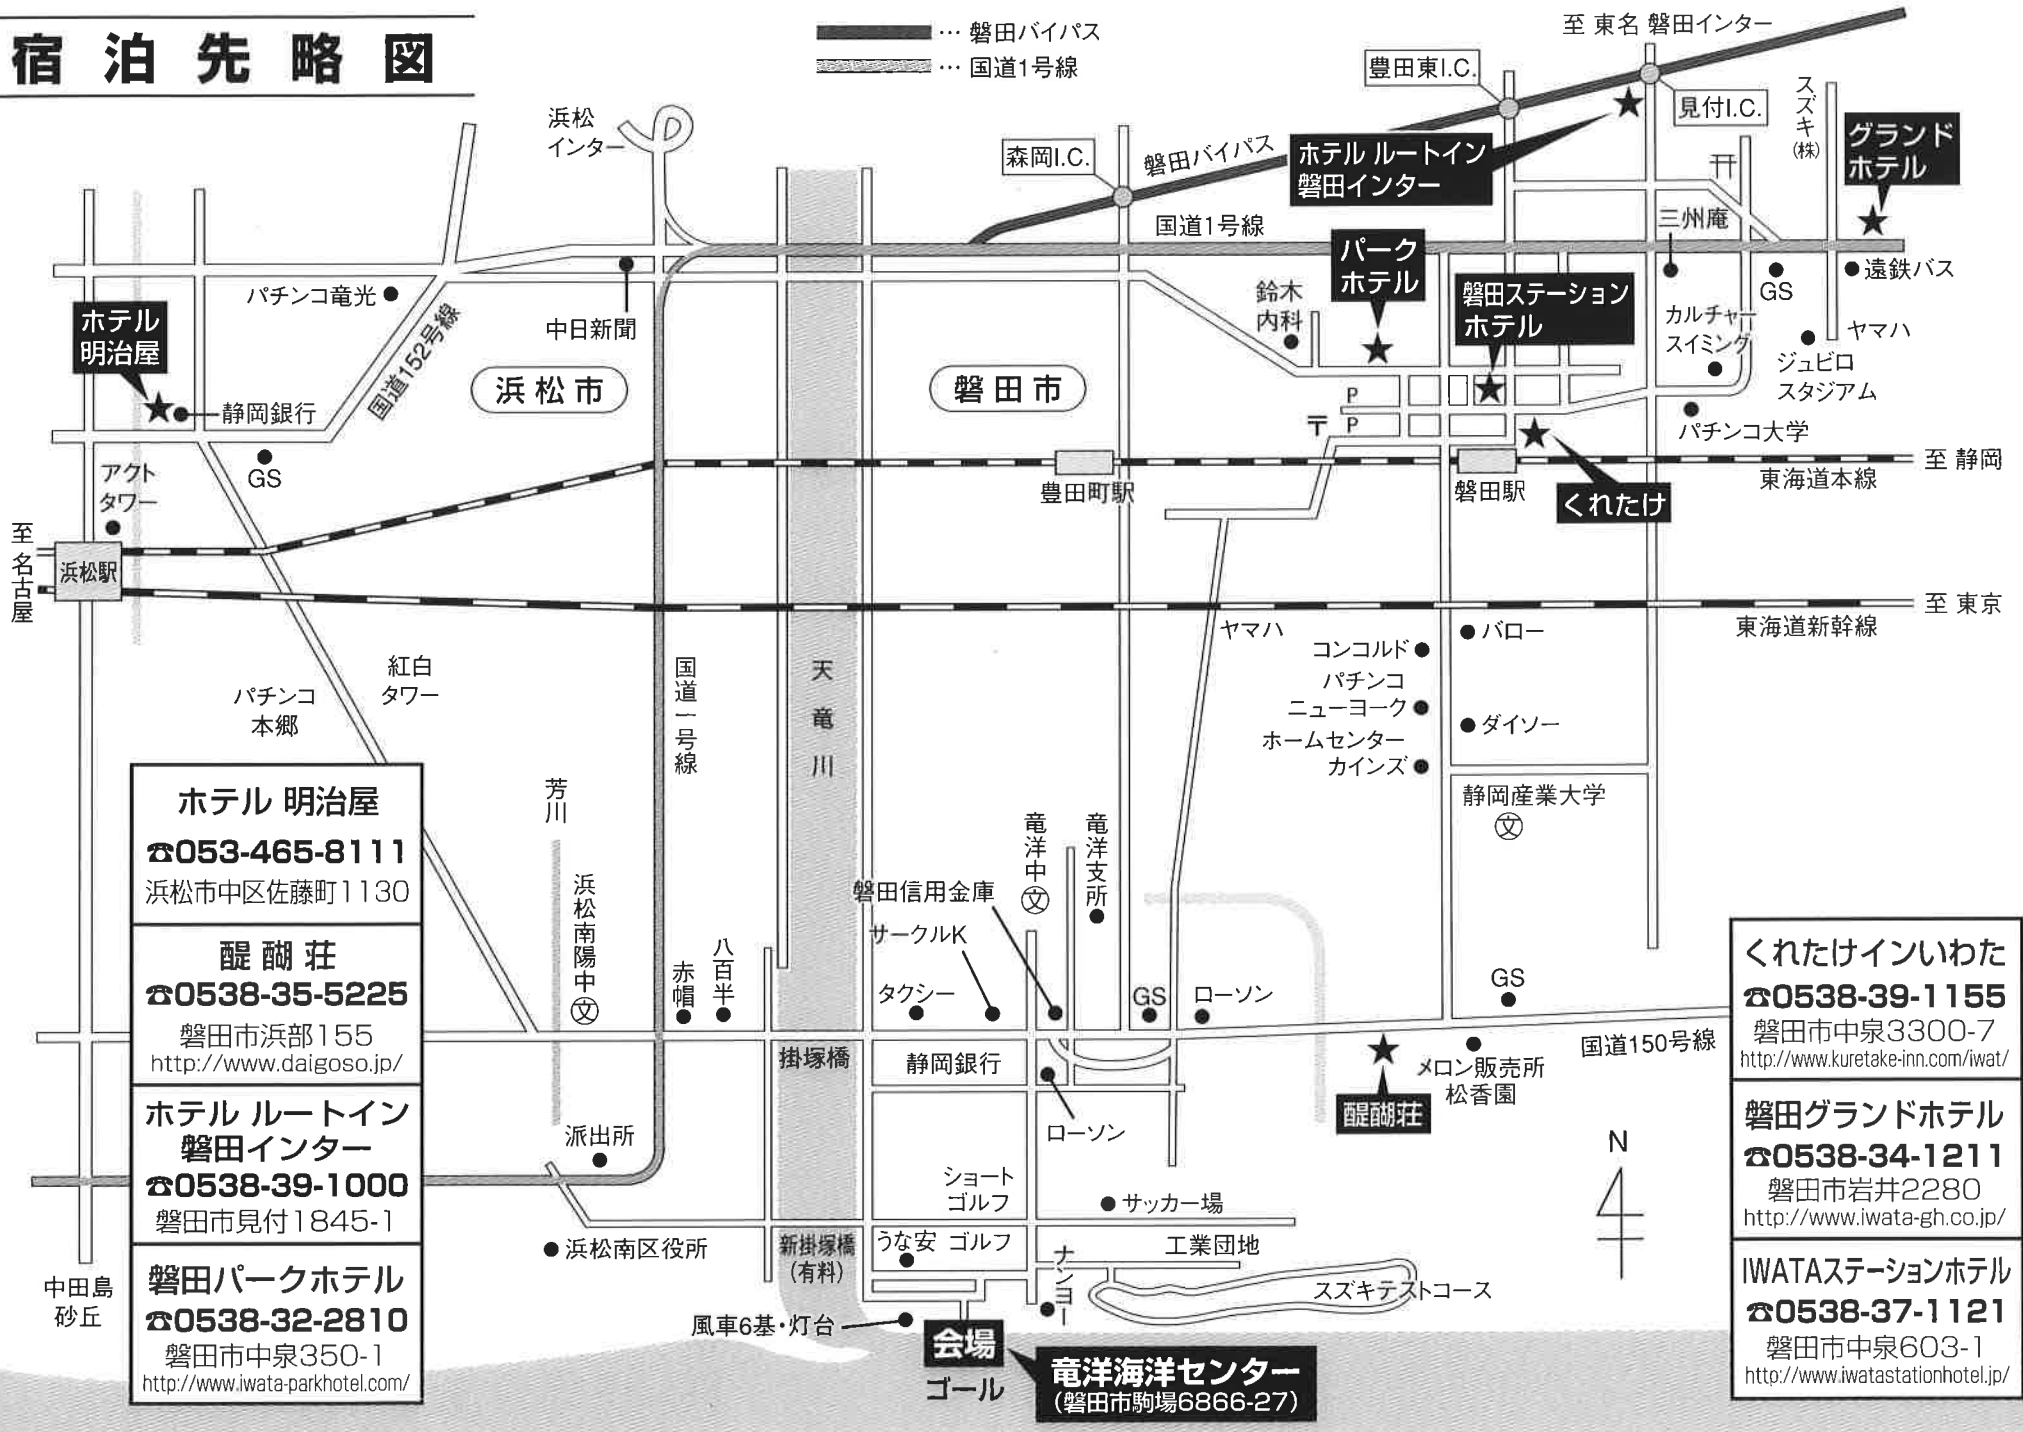 宿泊先略図
… 磐田バイパス
… 国道1号線
至 東名 磐田インター
豊田東I.C.
見付I.C.
スズキ
(株)
グランド
ホテル
浜松
インター
森岡I.C.
磐田バイパス
ホテル ルートイン
磐田インター
国道1号線
三州庵
パーク
ホテル
遠鉄バス
GS
パチンコ竜光
中日新聞
鈴木
内科
磐田ステーション
ホテル
カルチャー
スイミング
ヤマハ
ジュビロ
スタジアム
ホテル
明治屋
国道152号線
浜松市
磐田市
静岡銀行
P
P
〒
パチンコ大学
GS
アクト
タワー
豊田町駅
磐田駅
至 静岡
東海道本線
くれたけ
至名古屋
浜松駅
至 東京
東海道新幹線
ヤマハ
バロー
コンコルド
パチンコ
ニューヨーク
ダイソー
ホームセンター
カインズ
紅白
タワー
パチンコ
本郷
国道一号線
天竜川
静岡産業大学
文
芳川
浜松南陽中
文
赤帽
八百半
磐田信用金庫
サークルK
タクシー
竜洋中
文
竜洋支所
GS
ローソン
GS
国道150号線
掛塚橋
静岡銀行
メロン販売所
松香園
醍醐荘
ローソン
派出所
ショート
ゴルフ
サッカー場
N
浜松南区役所
新掛塚橋
(有料)
うな安
ゴルフ
ナンヨー
工業団地
スズキテストコース
中田島
砂丘
風車6基・灯台
会場
ゴール
竜洋海洋センター
(磐田市駒場6866-27)
ホテル 明治屋
☎053-465-8111
浜松市中区佐藤町1130
醍醐荘
☎0538-35-5225
磐田市浜部155
http://www.daigoso.jp/
ホテル ルートイン
磐田インター
☎0538-39-1000
磐田市見付1845-1
磐田パークホテル
☎0538-32-2810
磐田市中泉350-1
http://www.iwata-parkhotel.com/
くれたけインいわた
☎0538-39-1155
磐田市中泉3300-7
http://www.kuretake-inn.com/iwat/
磐田グランドホテル
☎0538-34-1211
磐田市岩井2280
http://www.iwata-gh.co.jp/
IWATAステーションホテル
☎0538-37-1121
磐田市中泉603-1
http://www.iwatastationhotel.jp/